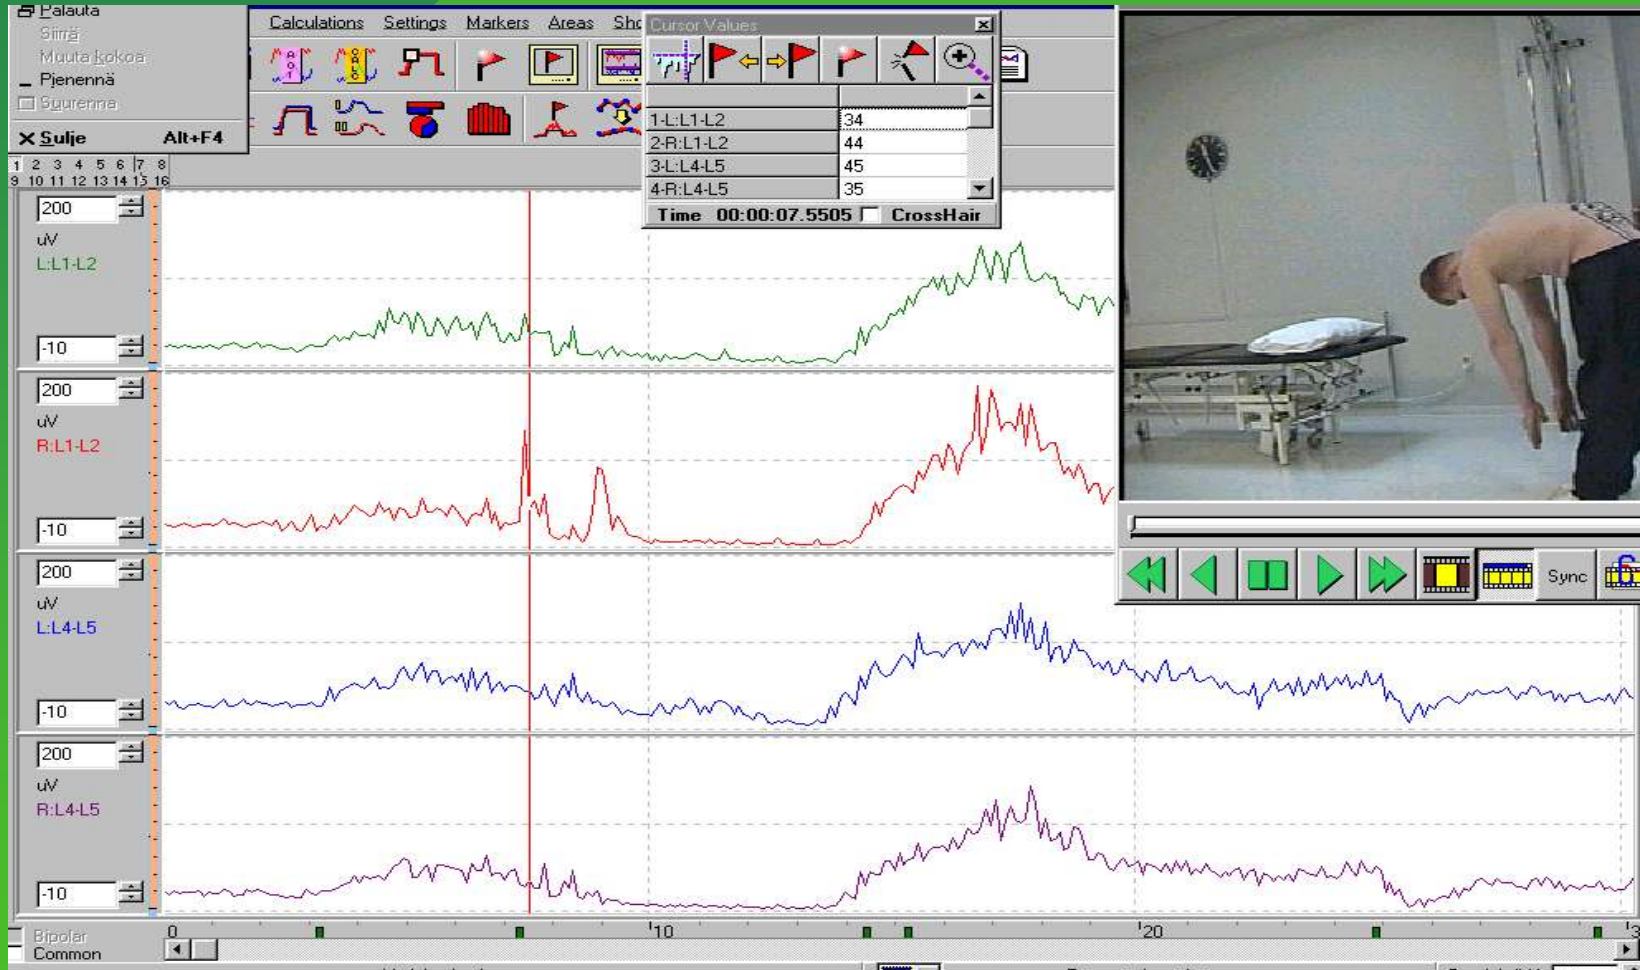 Palauta
Siirrä
Muuta kokoa
Pienennä
Suurenna
Sulje Alt+F4
Calculations Settings Markers Areas Sho
Cursor Values
1-L:L1-L2 34
2-R:L1-L2 44
3-L:L4-L5 45
4-R:L4-L5 35
Time 00:00:07.5505 CrossHair
1 2 3 4 5 6 7 8
9 10 11 12 13 14 15 16
200
uV
L:L1-L2
-10
200
uV
R:L1-L2
-10
Sync
200
uV
L:L4-L5
-10
200
uV
R:L4-L5
-10
0 10 20 3
Bipolar
Common